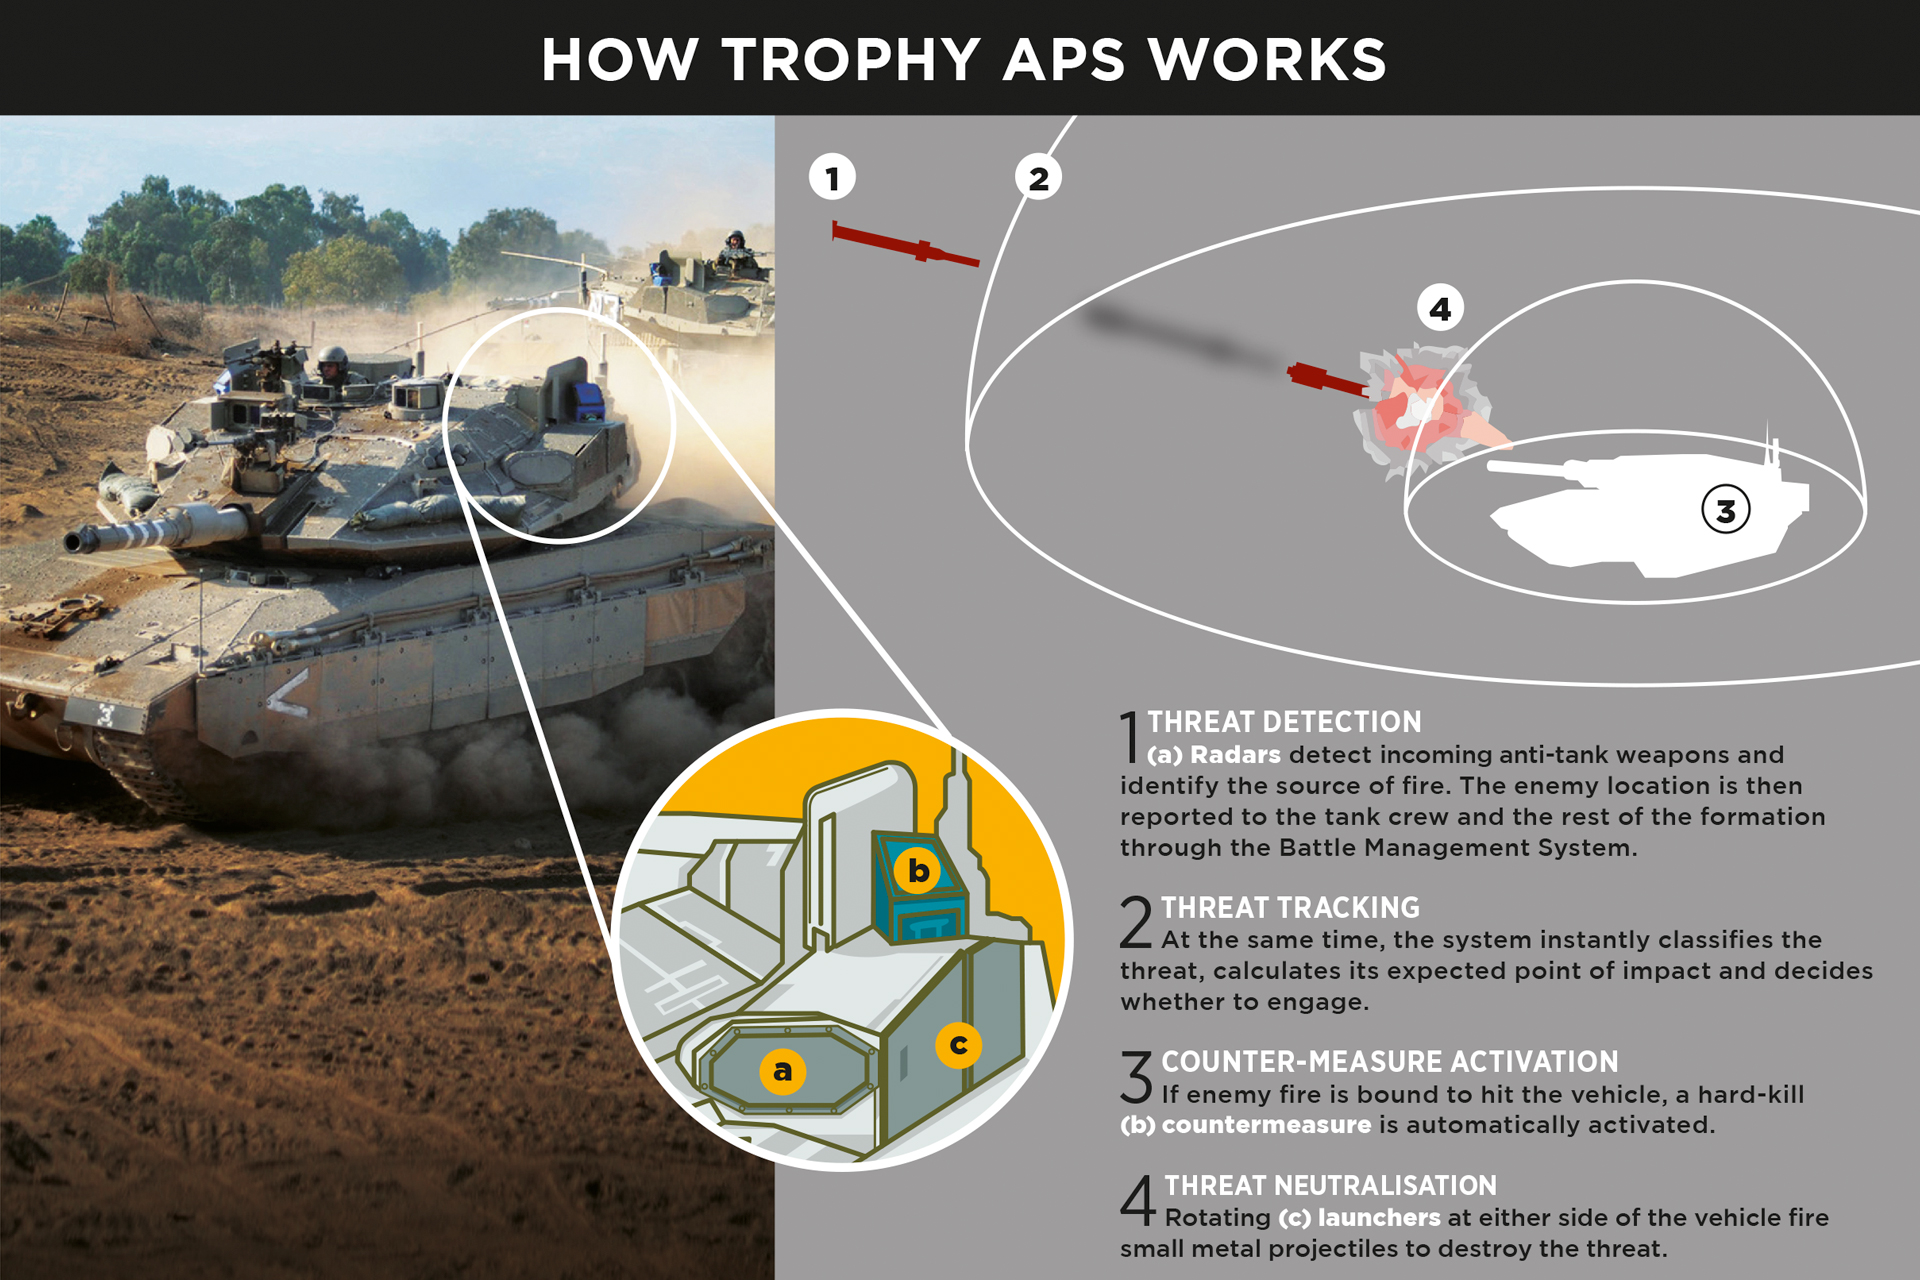 HOW TROPHY APS WORKS
1
2
4
3
3
b
c
a
1 THREAT DETECTION
(a) Radars detect incoming anti-tank weapons and
identify the source of fire. The enemy location is then
reported to the tank crew and the rest of the formation
through the Battle Management System.
2 THREAT TRACKING
At the same time, the system instantly classifies the
threat, calculates its expected point of impact and decides
whether to engage.
3 COUNTER-MEASURE ACTIVATION
If enemy fire is bound to hit the vehicle, a hard-kill
(b) countermeasure is automatically activated.
4 THREAT NEUTRALISATION
Rotating (c) launchers at either side of the vehicle fire
small metal projectiles to destroy the threat.